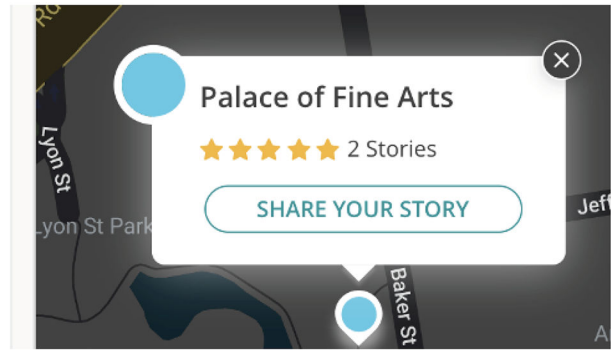 Palace of Fine Arts
2 Stories
SHARE YOUR STORY
Lyon St
Lyon St Park
Baker St